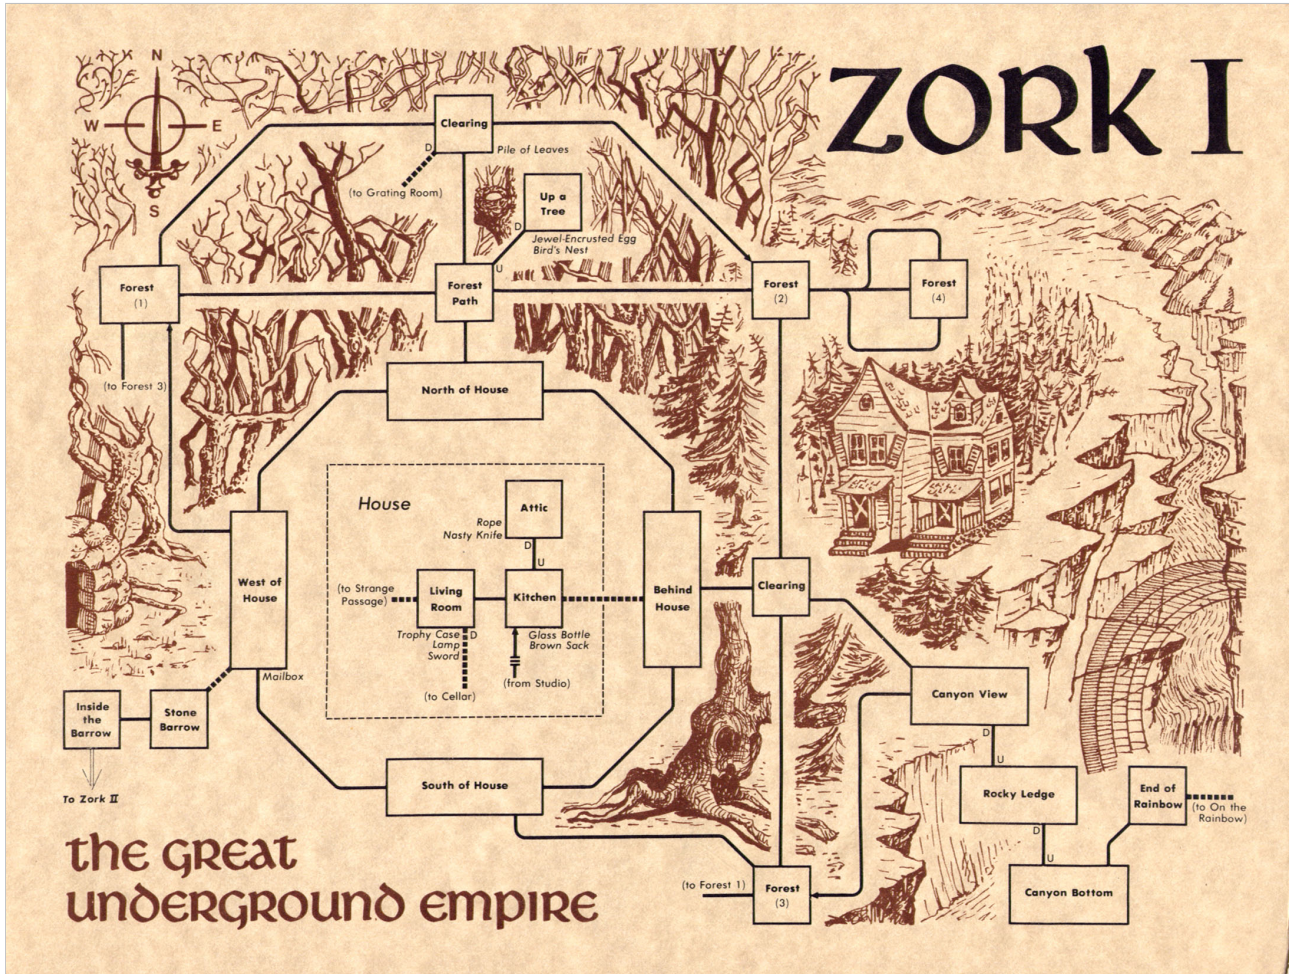 ZORK I
N
W
E
S
Clearing
D
Pile of Leaves
(to Grating Room)
Up a
Tree
D
Jewel-Encrusted Egg
Bird's Nest
U
Forest
(1)
Forest
Path
Forest
(2)
Forest
(4)
(to Forest 3)
North of House
House
Attic
Rope
Nasty Knife
D
U
(to Strange
Passage)
Living
Room
Kitchen
Trophy Case
Lamp
Sword
D
Glass Bottle
Brown Sack
(to Cellar)
(from Studio)
West of
House
Behind
House
Clearing
Mailbox
Inside
the
Barrow
Stone
Barrow
To Zork II
Canyon View
D
U
Rocky Ledge
D
U
End of
Rainbow
(to On the
Rainbow)
Canyon Bottom
South of House
(to Forest 1)
Forest
(3)
the GREAT
underground empire